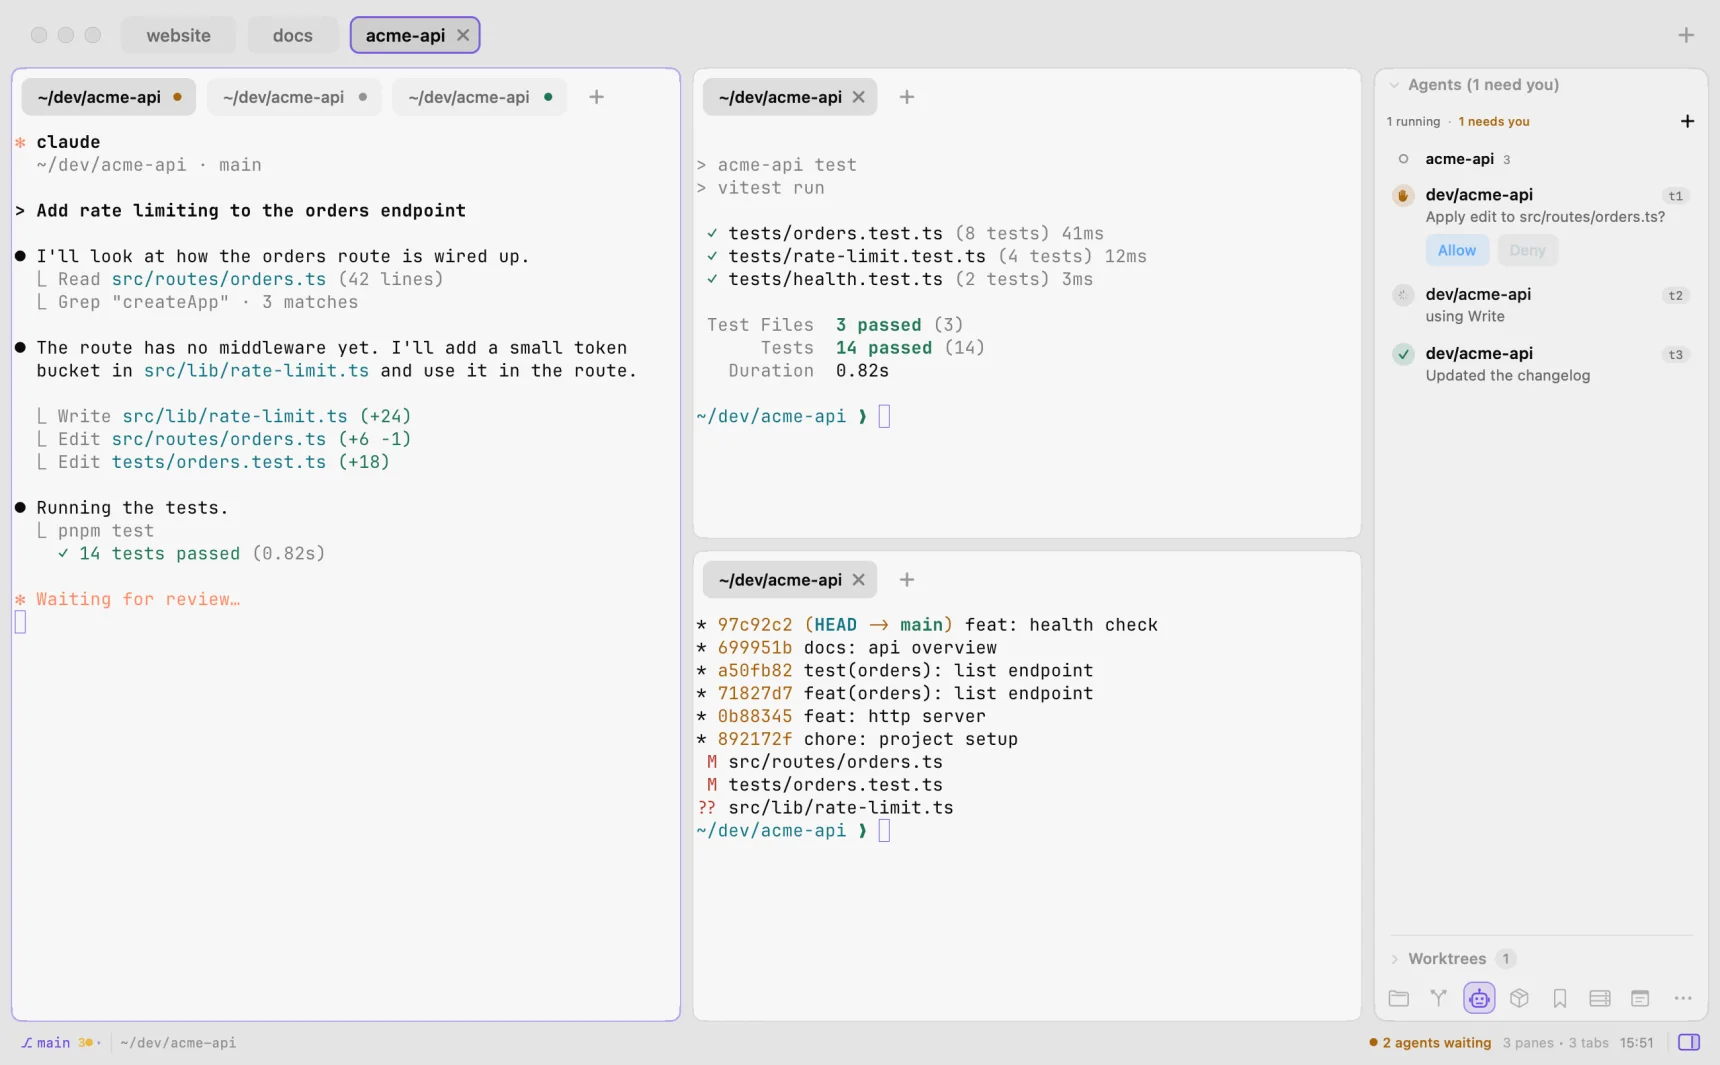 website
docs
acme-api
~/dev/acme-api
~/dev/acme-api
~/dev/acme-api
claude
~/dev/acme-api · main
> Add rate limiting to the orders endpoint
● I'll look at how the orders route is wired up.
⎿ Read src/routes/orders.ts (42 lines)
⎿ Grep "createApp" · 3 matches
● The route has no middleware yet. I'll add a small token
bucket in src/lib/rate-limit.ts and use it in the route.
⎿ Write src/lib/rate-limit.ts (+24)
⎿ Edit src/routes/orders.ts (+6 -1)
⎿ Edit tests/orders.test.ts (+18)
● Running the tests.
⎿ pnpm test
✓ 14 tests passed (0.82s)
✻ Waiting for review…
~/dev/acme-api
> acme-api test
> vitest run
✓ tests/orders.test.ts (8 tests) 41ms
✓ tests/rate-limit.test.ts (4 tests) 12ms
✓ tests/health.test.ts (2 tests) 3ms
Test Files 3 passed (3)
Tests 14 passed (14)
Duration 0.82s
~/dev/acme-api ❯
~/dev/acme-api
* 97c92c2 (HEAD -> main) feat: health check
* 699951b docs: api overview
* a50fb82 test(orders): list endpoint
* 71827d7 feat(orders): list endpoint
* 0b88345 feat: http server
* 892172f chore: project setup
M src/routes/orders.ts
M tests/orders.test.ts
?? src/lib/rate-limit.ts
~/dev/acme-api ❯
Agents (1 need you)
1 running · 1 needs you
acme-api 3
dev/acme-api t1
Apply edit to src/routes/orders.ts?
Allow Deny
dev/acme-api t2
using Write
dev/acme-api t3
Updated the changelog
Worktrees 1
main 3 ~/dev/acme-api
2 agents waiting 3 panes • 3 tabs 15:51